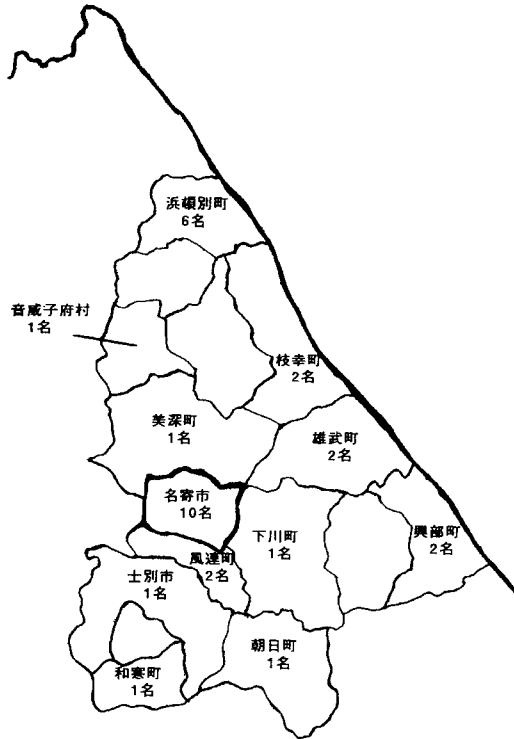 浜頓別町
6名
音威子府村
1名
枝幸町
2名
美深町
1名
雄武町
2名
名寄市
10名
下川町
1名
興部町
2名
風連町
2名
士別市
1名
朝日町
1名
和寒町
1名